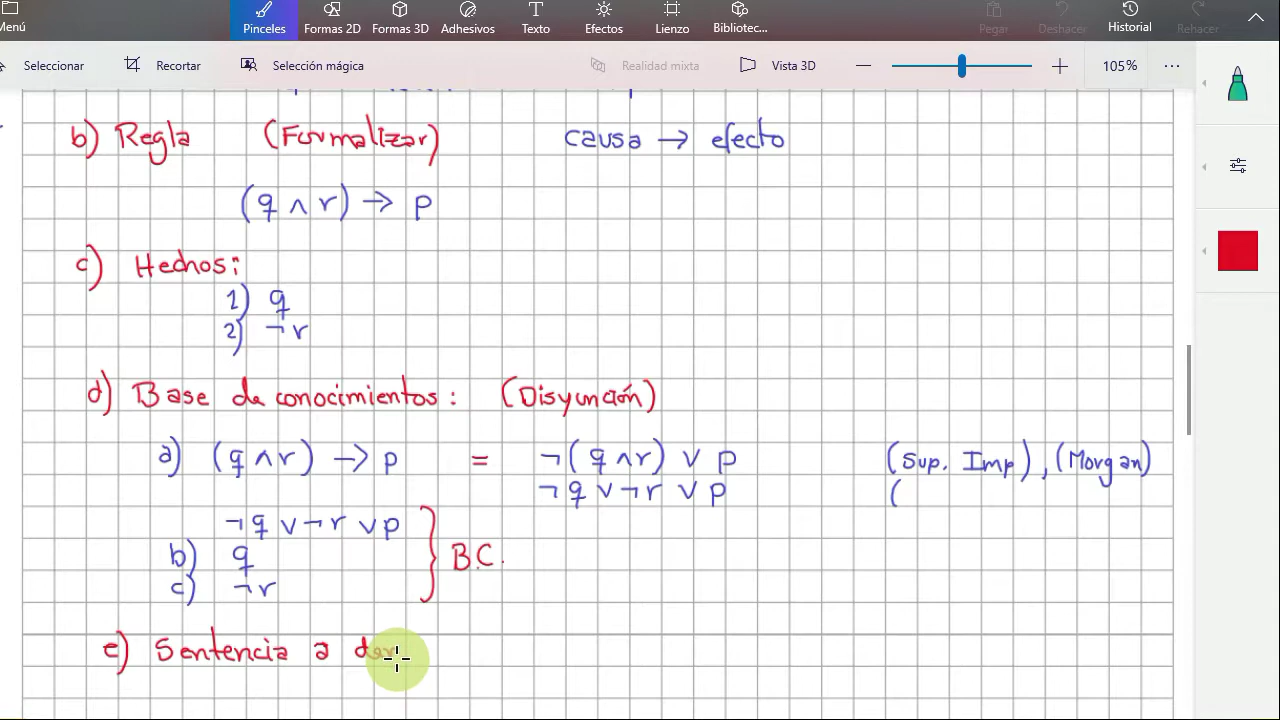 Menú Pinceles Formas 2D Formas 3D Adhesivos Texto Efectos Lienzo Bibliotec... Pegar Deshacer Historial Rehacer
Seleccionar Recortar Selección mágica Realidad mixta Vista 3D 105%
b) Regla (Formalizar) causa → efecto
(q ∧ r) → p
c) Hechos:
1) q
2) ¬r
d) Base de conocimientos: (Disyunción)
a) (q ∧ r) → p = ¬(q ∧ r) ∨ p (Sup. Imp), (Morgan)
¬q ∨ ¬r ∨ p (
¬q ∨ ¬r ∨ p
b) q B.C.
c) ¬r
e) Sentencia a